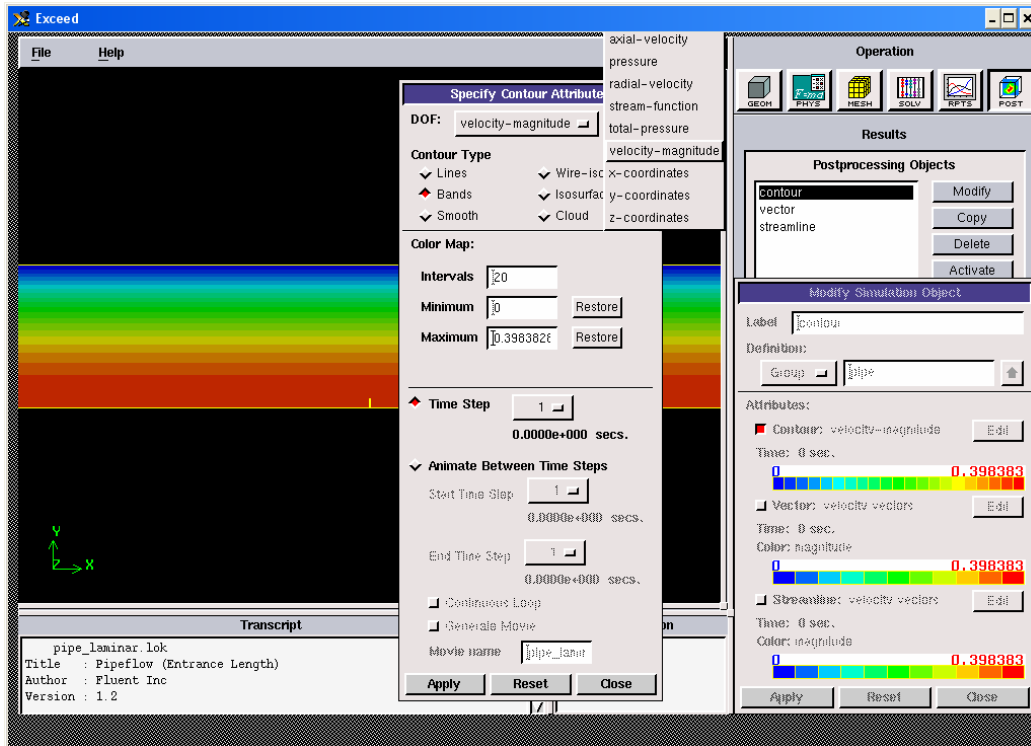 Exceed
File Help
axial-velocity
pressure
radial-velocity
stream-function
total-pressure
velocity-magnitude
x-coordinates
y-coordinates
z-coordinates
Specify Contour Attribute
DOF: velocity-magnitude
Contour Type
Lines Wire-iso
Bands Isosurfac
Smooth Cloud
Color Map:
Intervals 20
Minimum 0 Restore
Maximum 0.3983828 Restore
Time Step 1
0.0000e+000 secs.
Animate Between Time Steps
Start Time Step 1
0.0000e+000 secs.
End Time Step 1
0.0000e+000 secs.
Continuous Loop
Generate Movie
Movie name pipe_lamir
Apply Reset Close
Y
Z X
Transcript
pipe_laminar.lok
Title : Pipeflow (Entrance Length)
Author : Fluent Inc
Version : 1.2
on
Operation
GEOM PHYS MESH SOLV RPTS POST
F=ma
Results
Postprocessing Objects
contour Modify
vector Copy
streamline Delete
Activate
Modify Simulation Object
Label contour
Definition:
Group pipe
Attributes:
Contour: velocity-magnitude Edit
Time: 0 sec.
0 0.398383
Vector: velocity vectors Edit
Time: 0 sec.
Color: magnitude
0 0.398383
Streamline: velocity vectors Edit
Time: 0 sec.
Color: magnitude
0 0.398383
Apply Reset Close